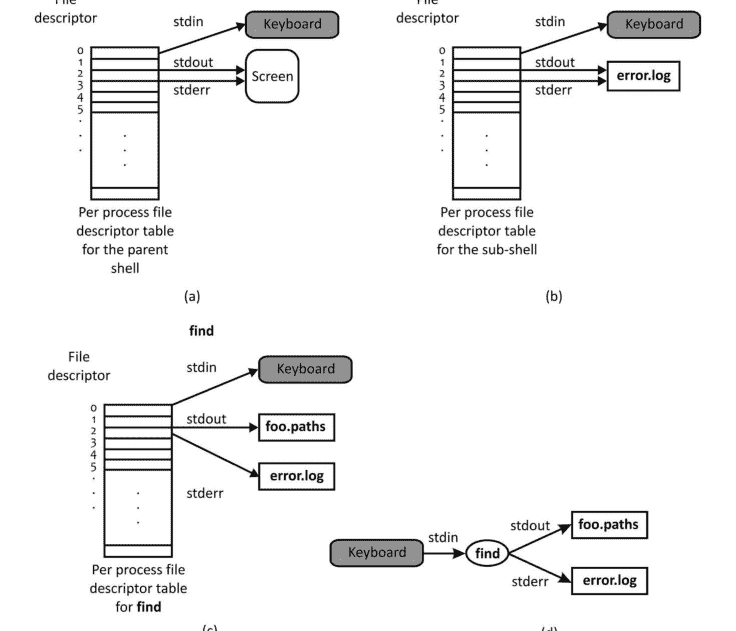 File
descriptor
stdin
Keyboard
0
1
2
3
4
5
stdout
stderr
Screen
Per process file
descriptor table
for the parent
shell
(a)
File
descriptor
stdin
Keyboard
0
1
2
3
4
5
stdout
stderr
error.log
Per process file
descriptor table
for the sub-shell
(b)
find
File
descriptor
stdin
Keyboard
0
1
2
3
4
5
stdout
foo.paths
error.log
stderr
Per process file
descriptor table
for find
(c)
Keyboard
stdin
find
stdout
foo.paths
stderr
error.log
(d)